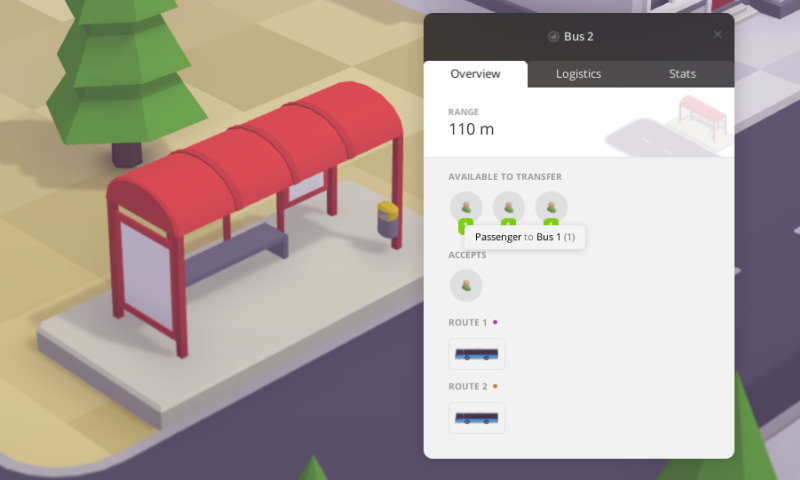 Bus 2
Overview
Logistics
Stats
RANGE
110 m
AVAILABLE TO TRANSFER
Passenger to Bus 1 (1)
ACCEPTS
ROUTE 1
ROUTE 2